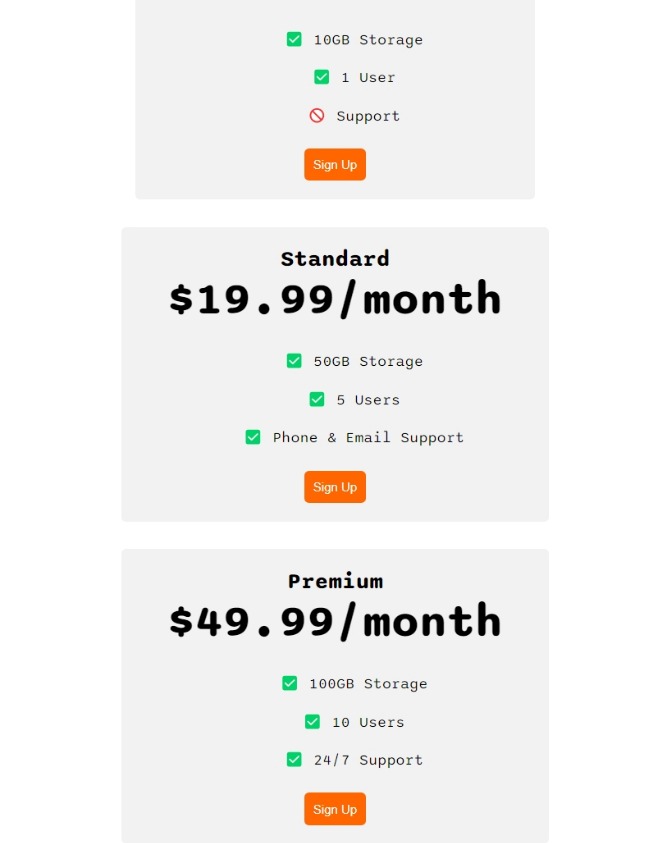 10GB Storage
1 User
Support
Sign Up
Standard
$19.99/month
50GB Storage
5 Users
Phone & Email Support
Sign Up
Premium
$49.99/month
100GB Storage
10 Users
24/7 Support
Sign Up